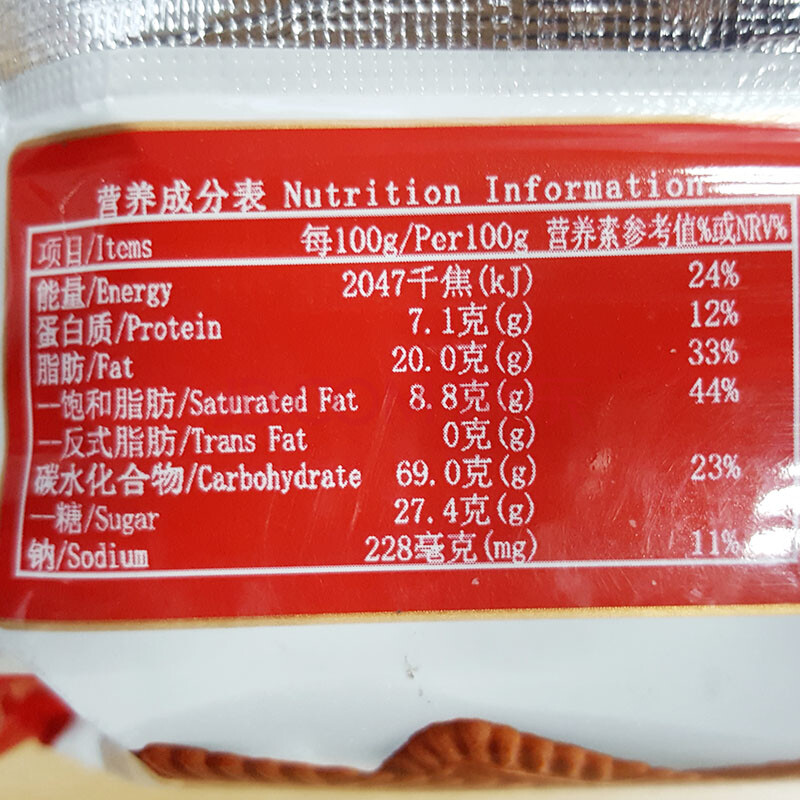 营养成分表 Nutrition Information
项目/Items 每100g/Per100g 营养素参考值%或NRV%
能量/Energy 2047千焦(kJ) 24%
蛋白质/Protein 7.1克(g) 12%
脂肪/Fat 20.0克(g) 33%
—饱和脂肪/Saturated Fat 8.8克(g) 44%
—反式脂肪/Trans Fat 0克(g)
碳水化合物/Carbohydrate 69.0克(g) 23%
—糖/Sugar 27.4克(g)
钠/Sodium 228毫克(mg) 11%